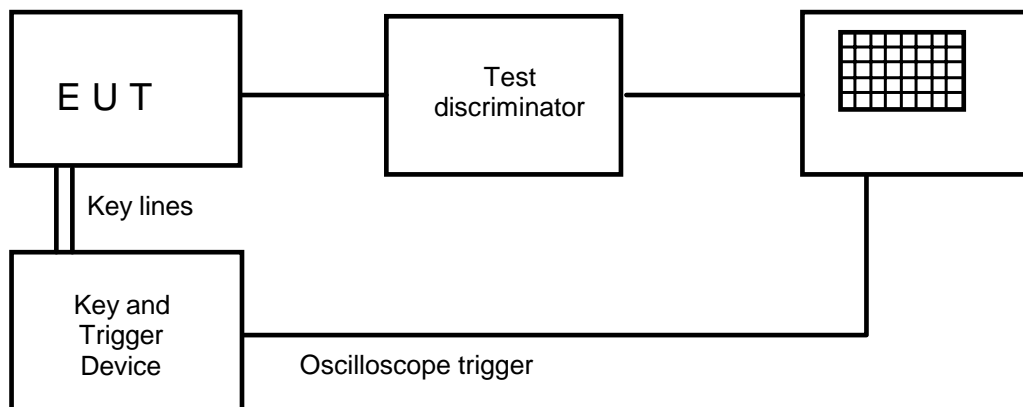 E U T
Test
discriminator
Key lines
Key and
Trigger
Device
Oscilloscope trigger